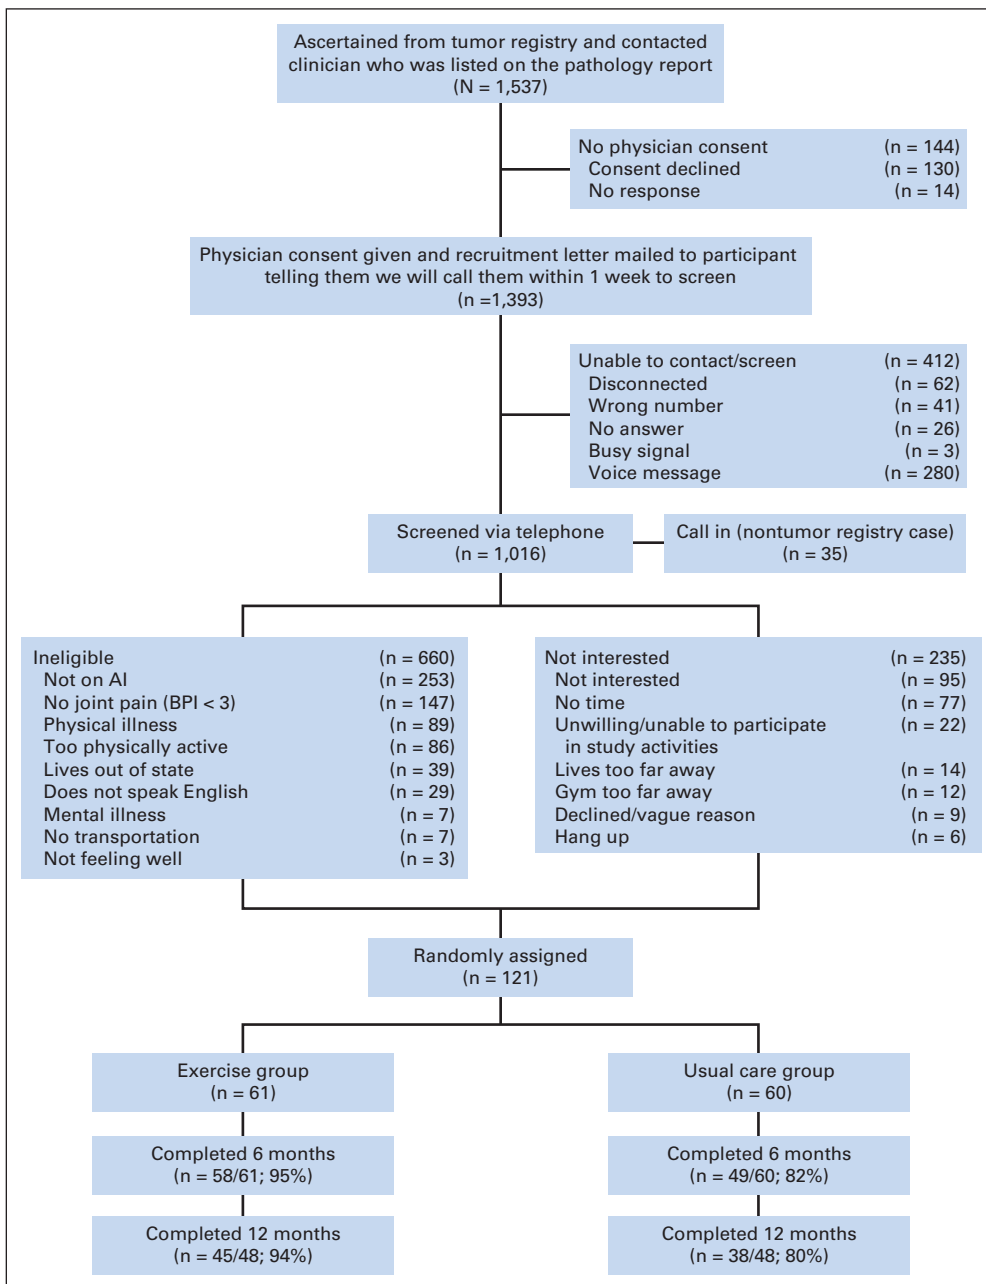 Ascertained from tumor registry and contacted
clinician who was listed on the pathology report
(N = 1,537)
No physician consent (n = 144)
Consent declined (n = 130)
No response (n = 14)
Physician consent given and recruitment letter mailed to participant
telling them we will call them within 1 week to screen
(n =1,393)
Unable to contact/screen (n = 412)
Disconnected (n = 62)
Wrong number (n = 41)
No answer (n = 26)
Busy signal (n = 3)
Voice message (n = 280)
Screened via telephone
(n = 1,016)
Call in (nontumor registry case)
(n = 35)
Ineligible (n = 660)
Not on AI (n = 253)
No joint pain (BPI < 3) (n = 147)
Physical illness (n = 89)
Too physically active (n = 86)
Lives out of state (n = 39)
Does not speak English (n = 29)
Mental illness (n = 7)
No transportation (n = 7)
Not feeling well (n = 3)
Not interested (n = 235)
Not interested (n = 95)
No time (n = 77)
Unwilling/unable to participate (n = 22)
in study activities
Lives too far away (n = 14)
Gym too far away (n = 12)
Declined/vague reason (n = 9)
Hang up (n = 6)
Randomly assigned
(n = 121)
Exercise group
(n = 61)
Usual care group
(n = 60)
Completed 6 months
(n = 58/61; 95%)
Completed 6 months
(n = 49/60; 82%)
Completed 12 months
(n = 45/48; 94%)
Completed 12 months
(n = 38/48; 80%)